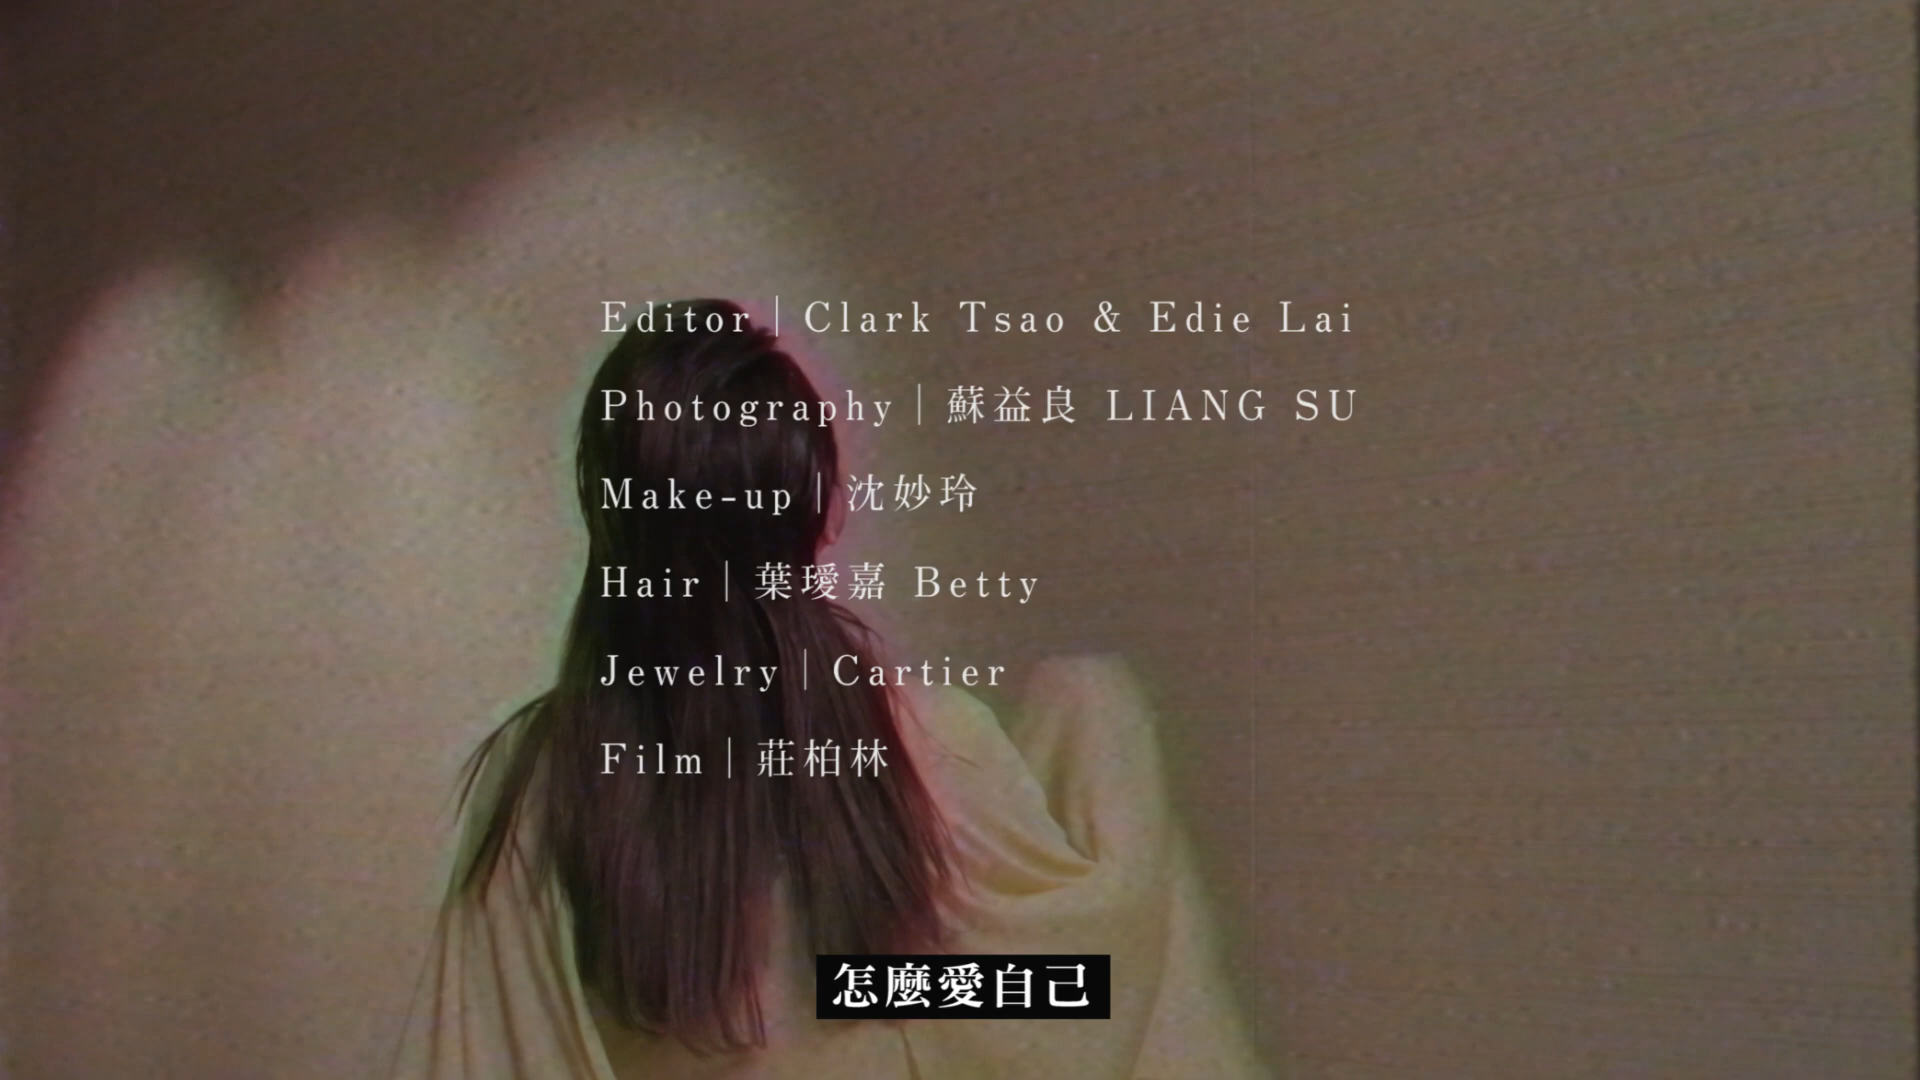 Editor｜Clark Tsao & Edie Lai
Photography｜蘇益良 LIANG SU
Make-up｜沈妙玲
Hair｜葉璦嘉 Betty
Jewelry｜Cartier
Film｜莊柏林
怎麼愛自己